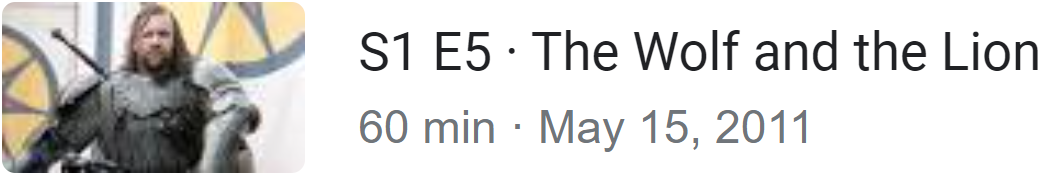 S1 E5 · The Wolf and the Lion
60 min · May 15, 2011